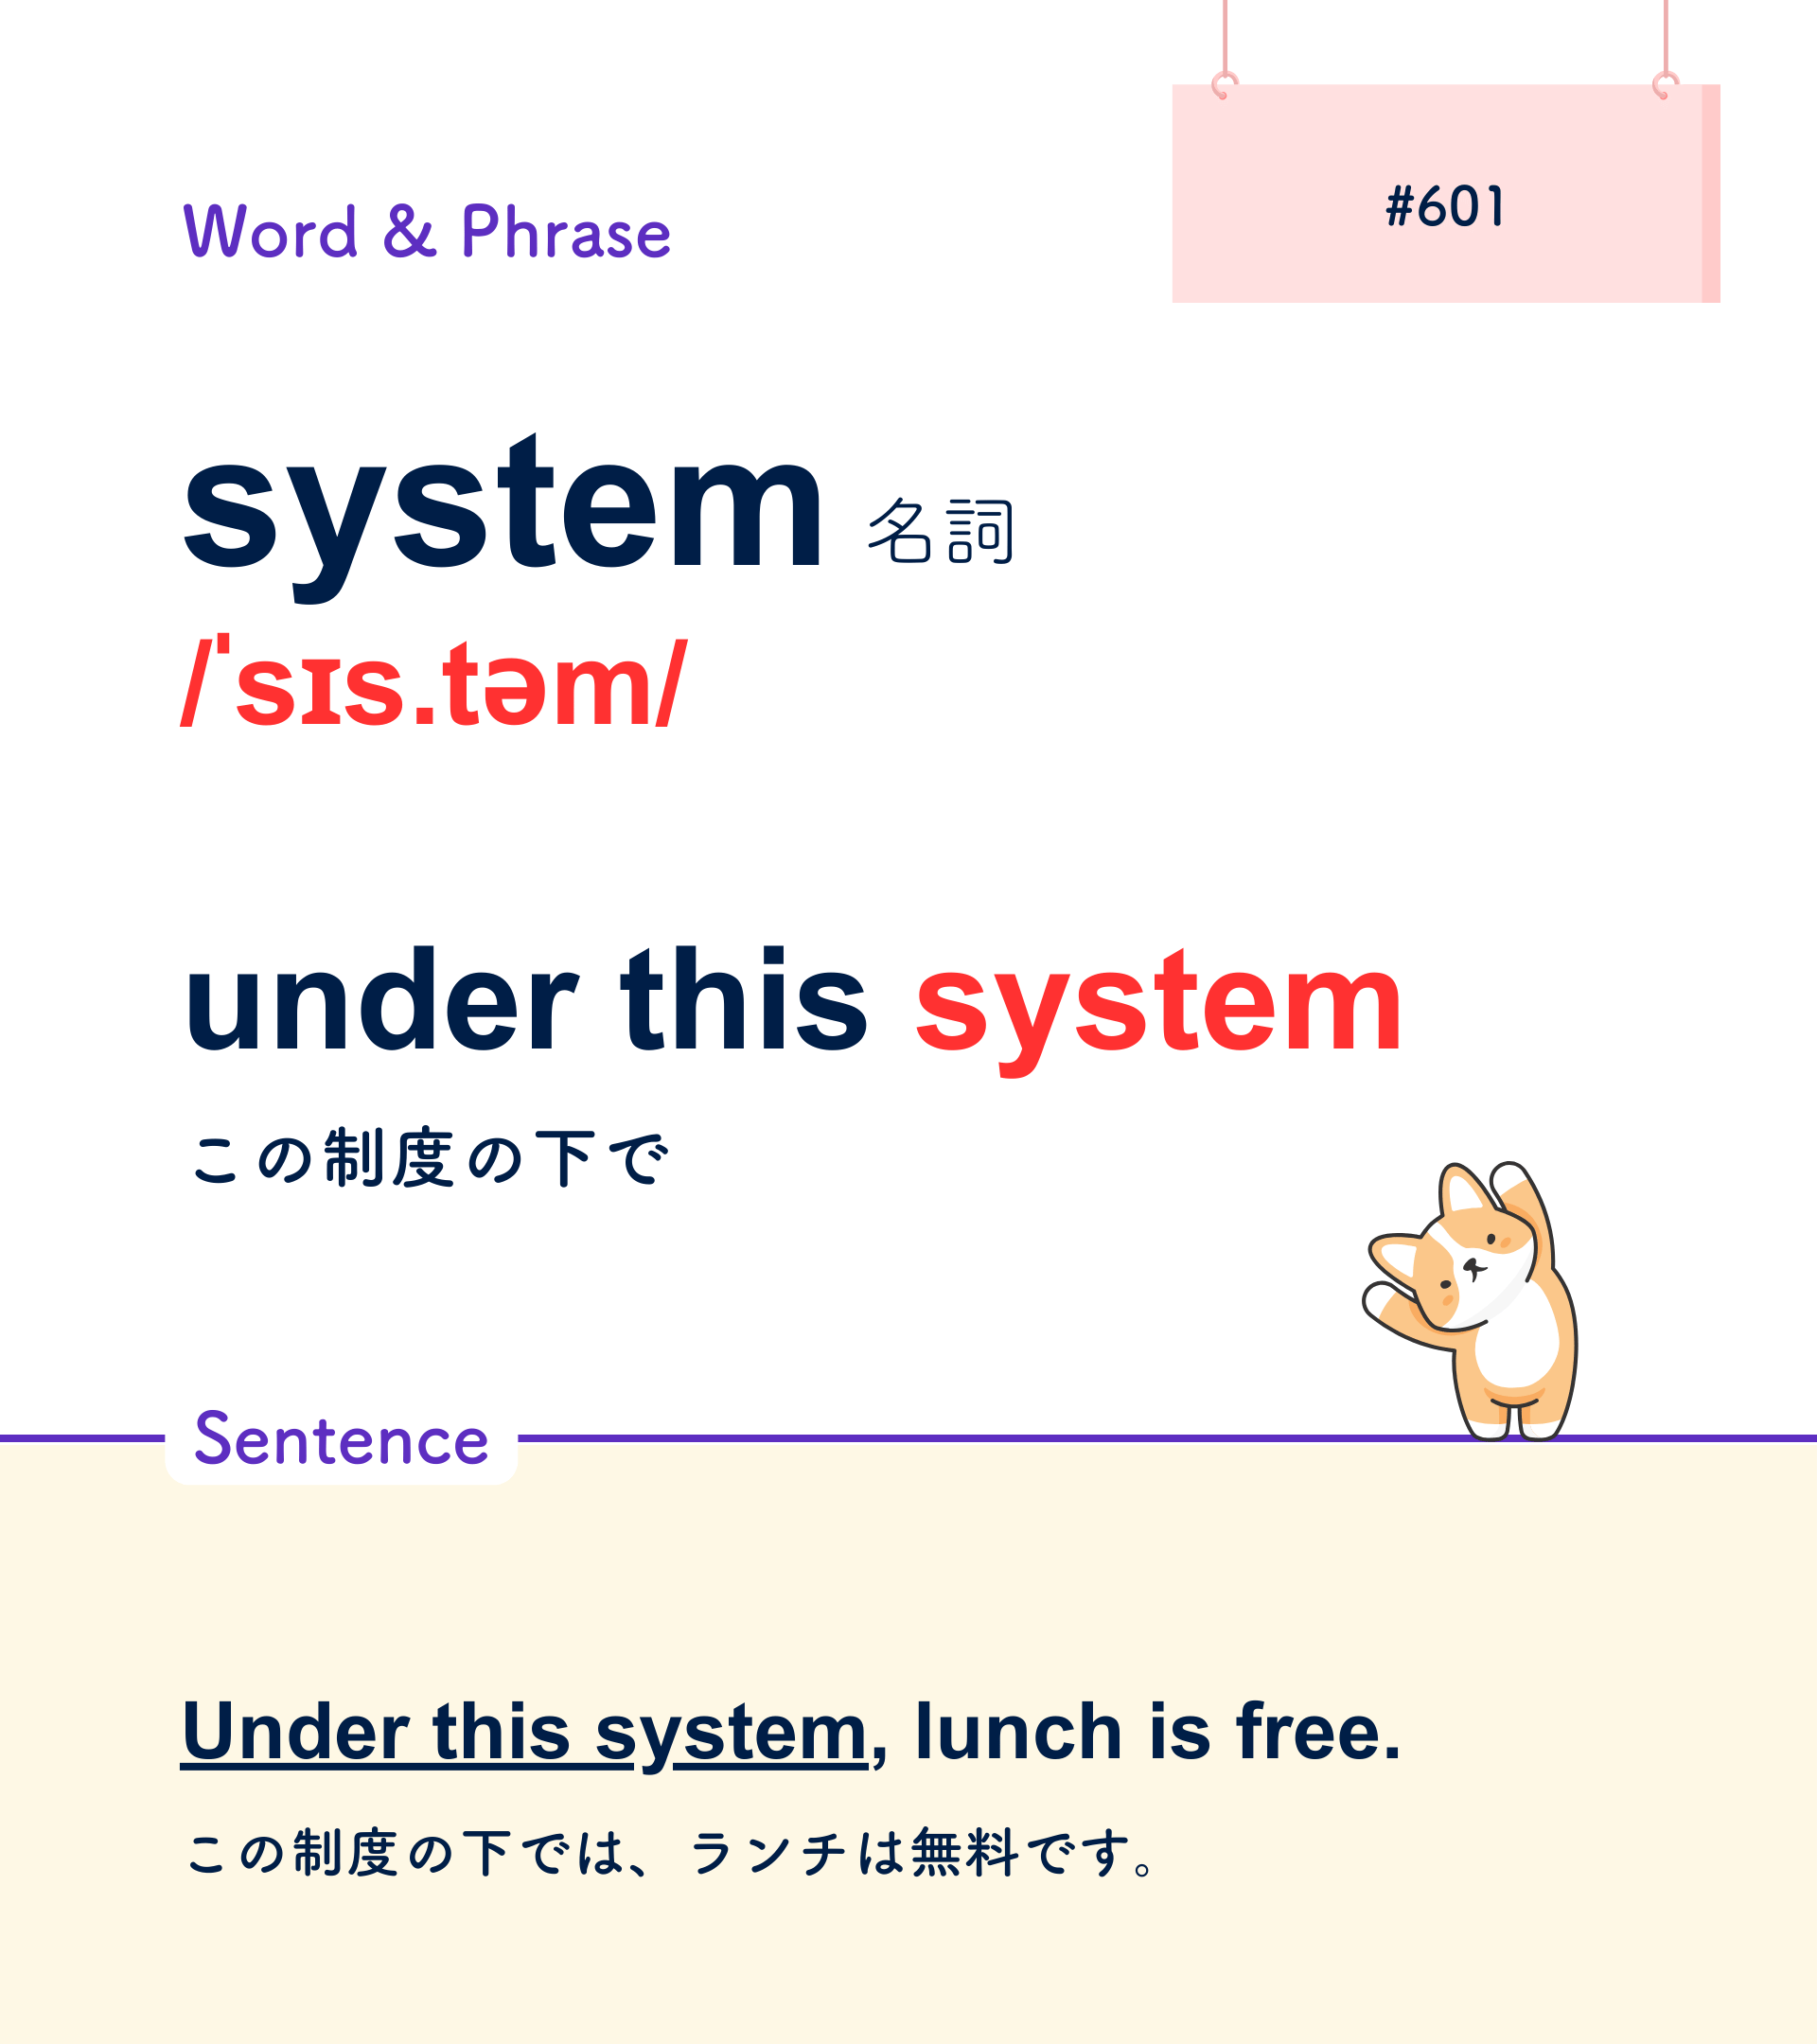 #601
Word & Phrase
system 名詞
/ˈsɪs.təm/
under this system
この制度の下で
Sentence
Under this system, lunch is free.
この制度の下では、ランチは無料です。